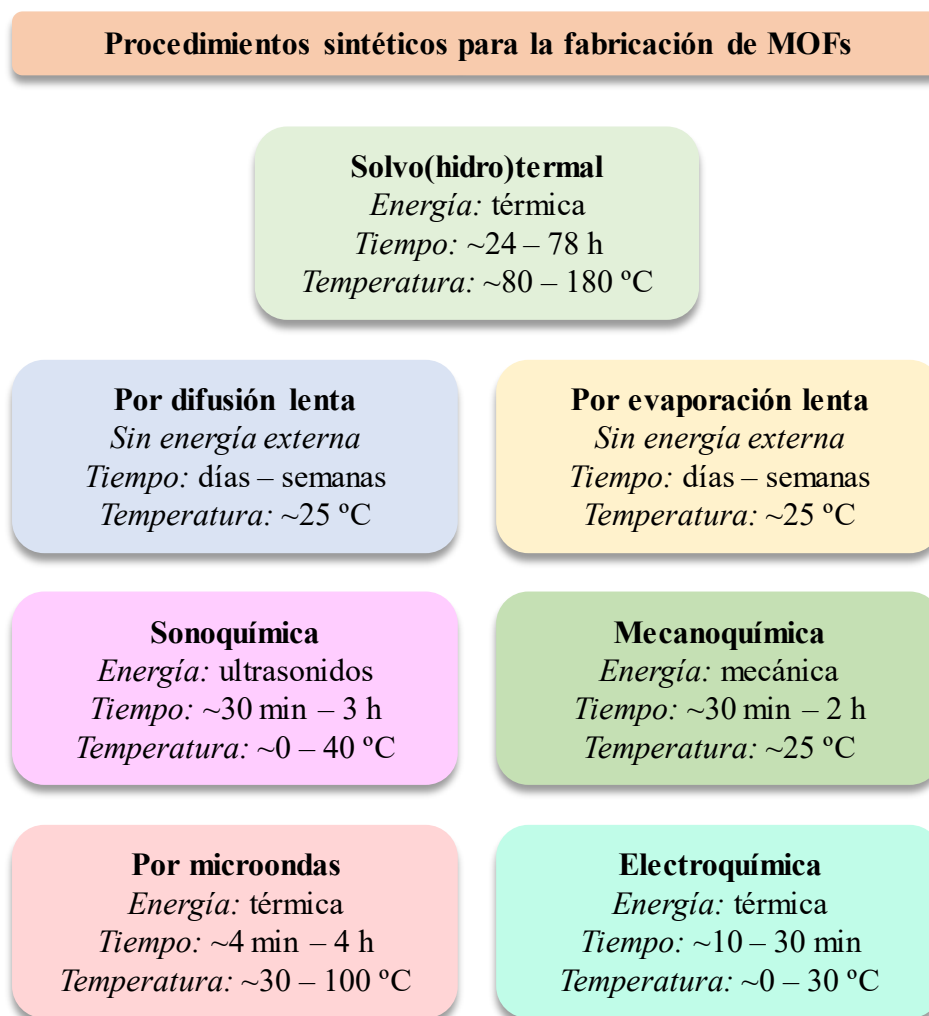 Procedimientos sintéticos para la fabricación de MOFs
Solvo(hidro)termal
Energía: térmica
Tiempo: ~24 – 78 h
Temperatura: ~80 – 180 ºC
Por difusión lenta
Sin energía externa
Tiempo: días – semanas
Temperatura: ~25 ºC
Por evaporación lenta
Sin energía externa
Tiempo: días – semanas
Temperatura: ~25 ºC
Sonoquímica
Energía: ultrasonidos
Tiempo: ~30 min – 3 h
Temperatura: ~0 – 40 ºC
Mecanoquímica
Energía: mecánica
Tiempo: ~30 min – 2 h
Temperatura: ~25 ºC
Por microondas
Energía: térmica
Tiempo: ~4 min – 4 h
Temperatura: ~30 – 100 ºC
Electroquímica
Energía: térmica
Tiempo: ~10 – 30 min
Temperatura: ~0 – 30 ºC